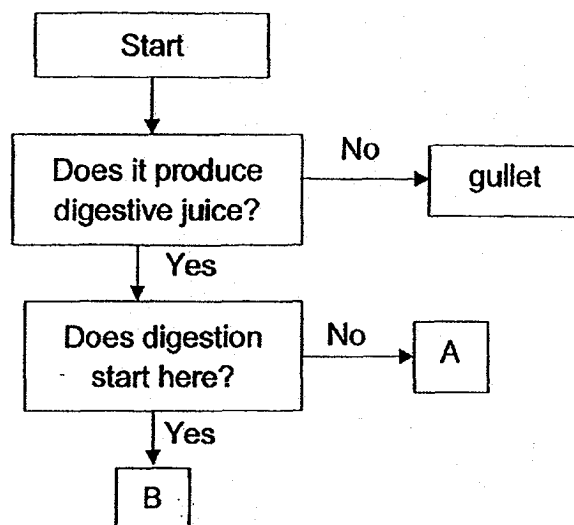 Start
Does it produce
digestive juice?
No
gullet
Yes
Does digestion
start here?
No
A
Yes
B